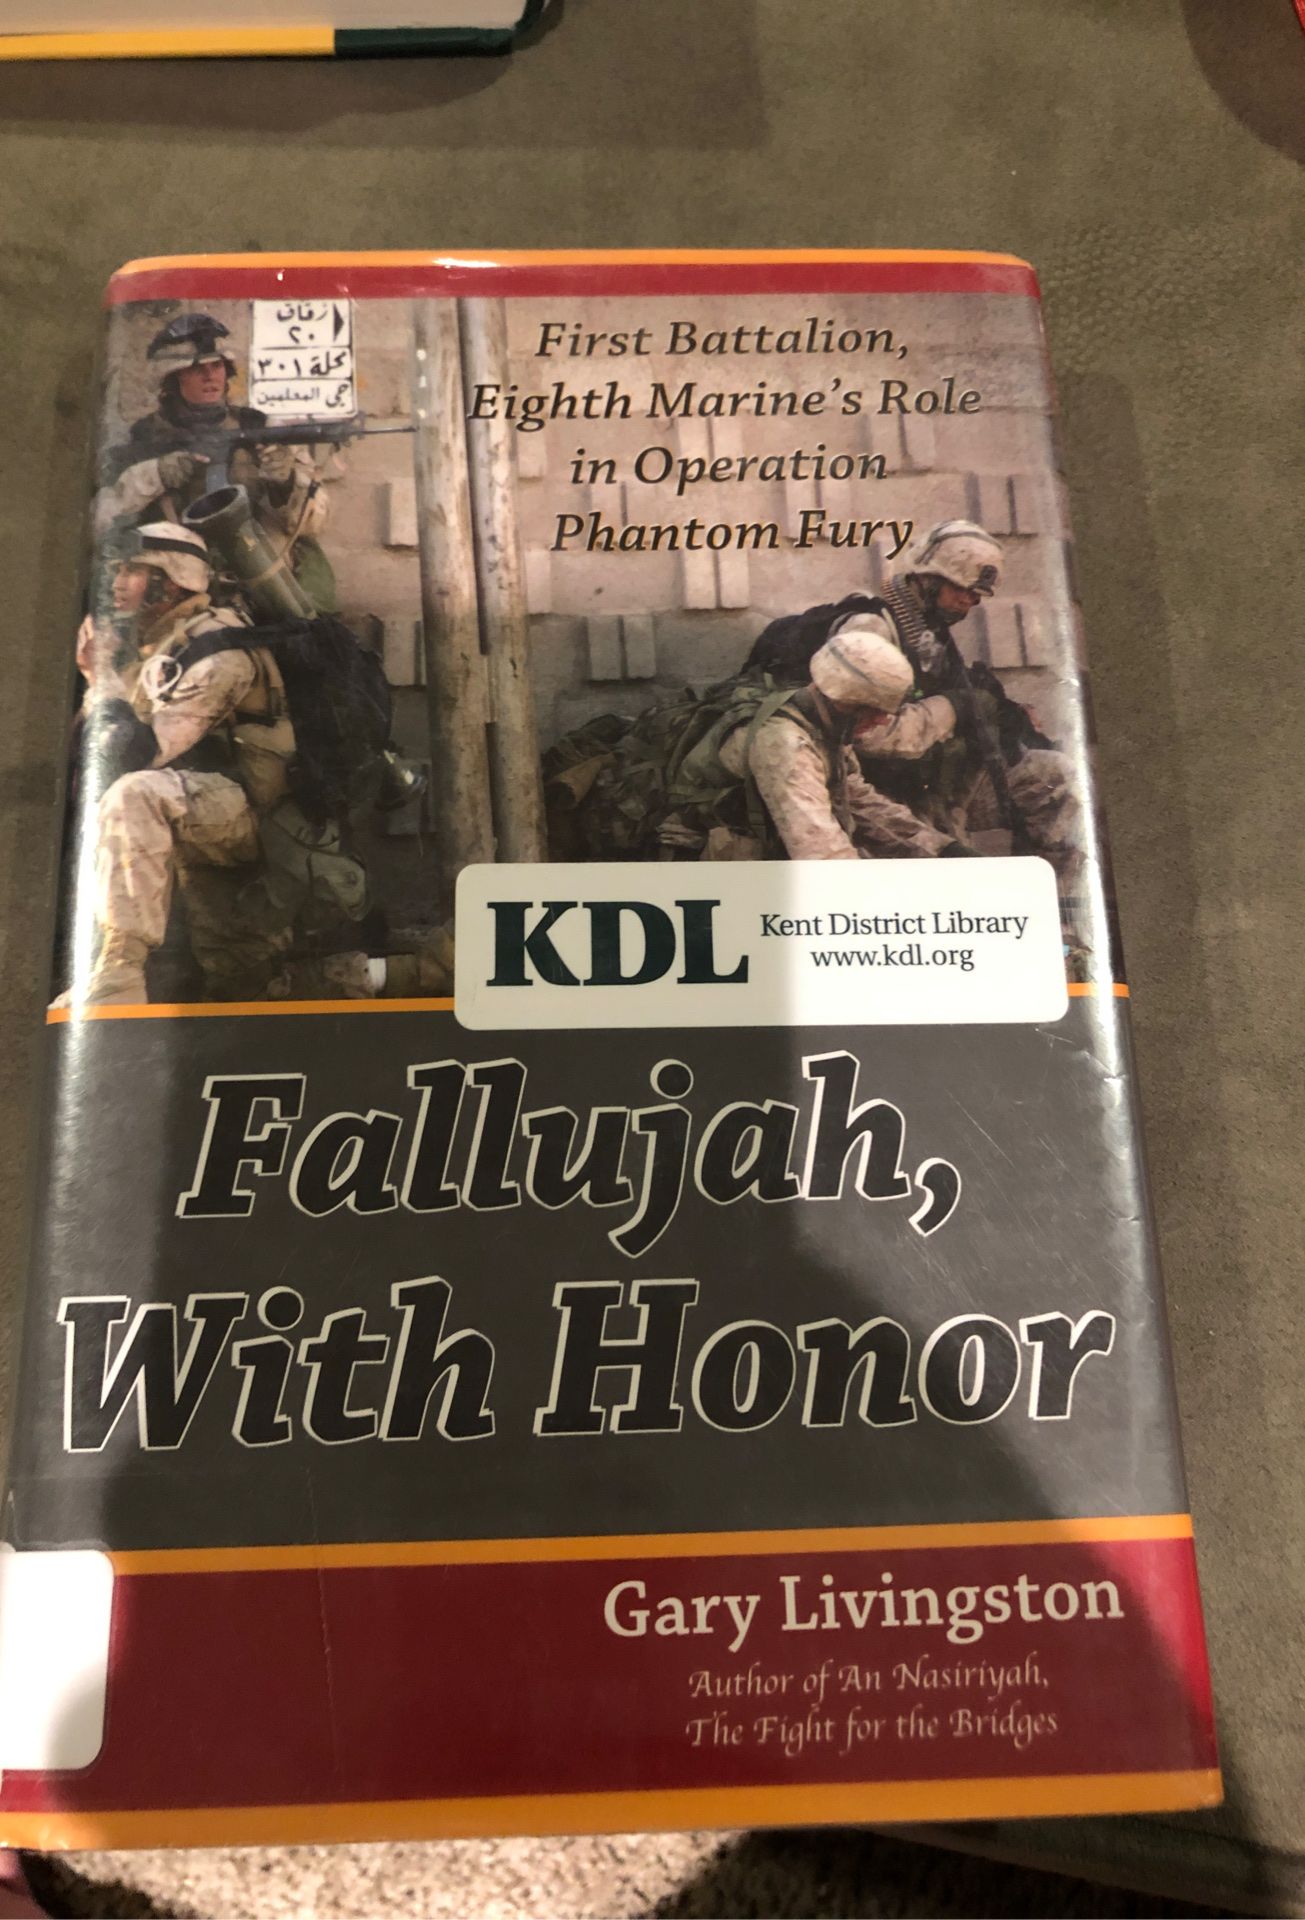 زقاق
٢٠
محلة ٣٠١
حي المعلمين
First Battalion,
Eighth Marine's Role
in Operation
Phantom Fury
KDL
Kent District Library
www.kdl.org
Fallujah,
With Honor
Gary Livingston
Author of An Nasiriyah,
The Fight for the Bridges